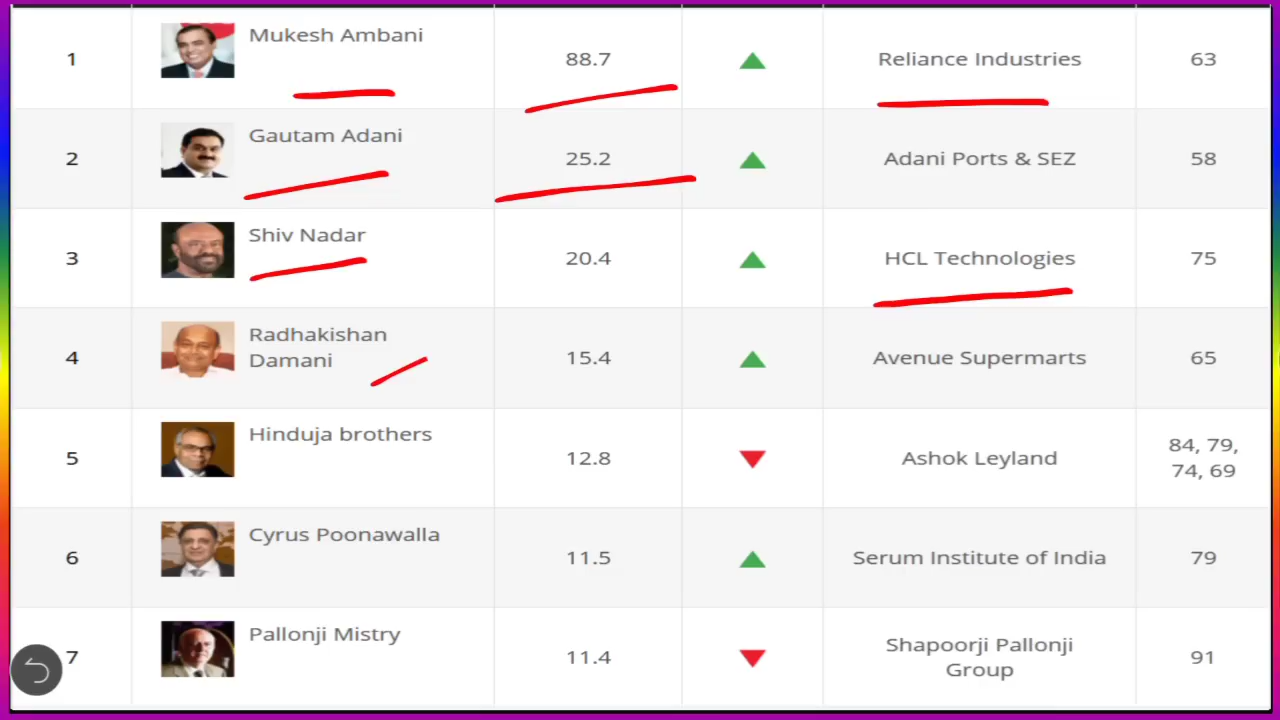 1 Mukesh Ambani 88.7 Reliance Industries 63
2 Gautam Adani 25.2 Adani Ports & SEZ 58
3 Shiv Nadar 20.4 HCL Technologies 75
4 Radhakishan Damani 15.4 Avenue Supermarts 65
5 Hinduja brothers 12.8 Ashok Leyland 84, 79, 74, 69
6 Cyrus Poonawalla 11.5 Serum Institute of India 79
7 Pallonji Mistry 11.4 Shapoorji Pallonji Group 91